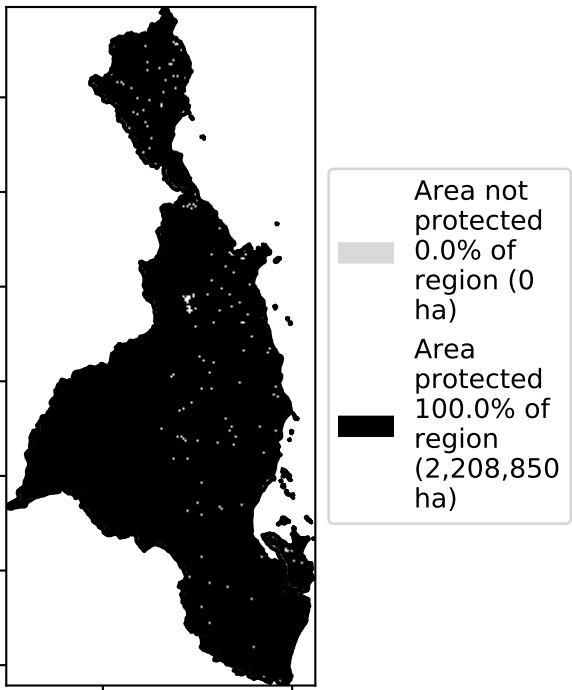 Area not
protected
0.0% of
region (0
ha)
Area
protected
100.0% of
region
(2,208,850
ha)